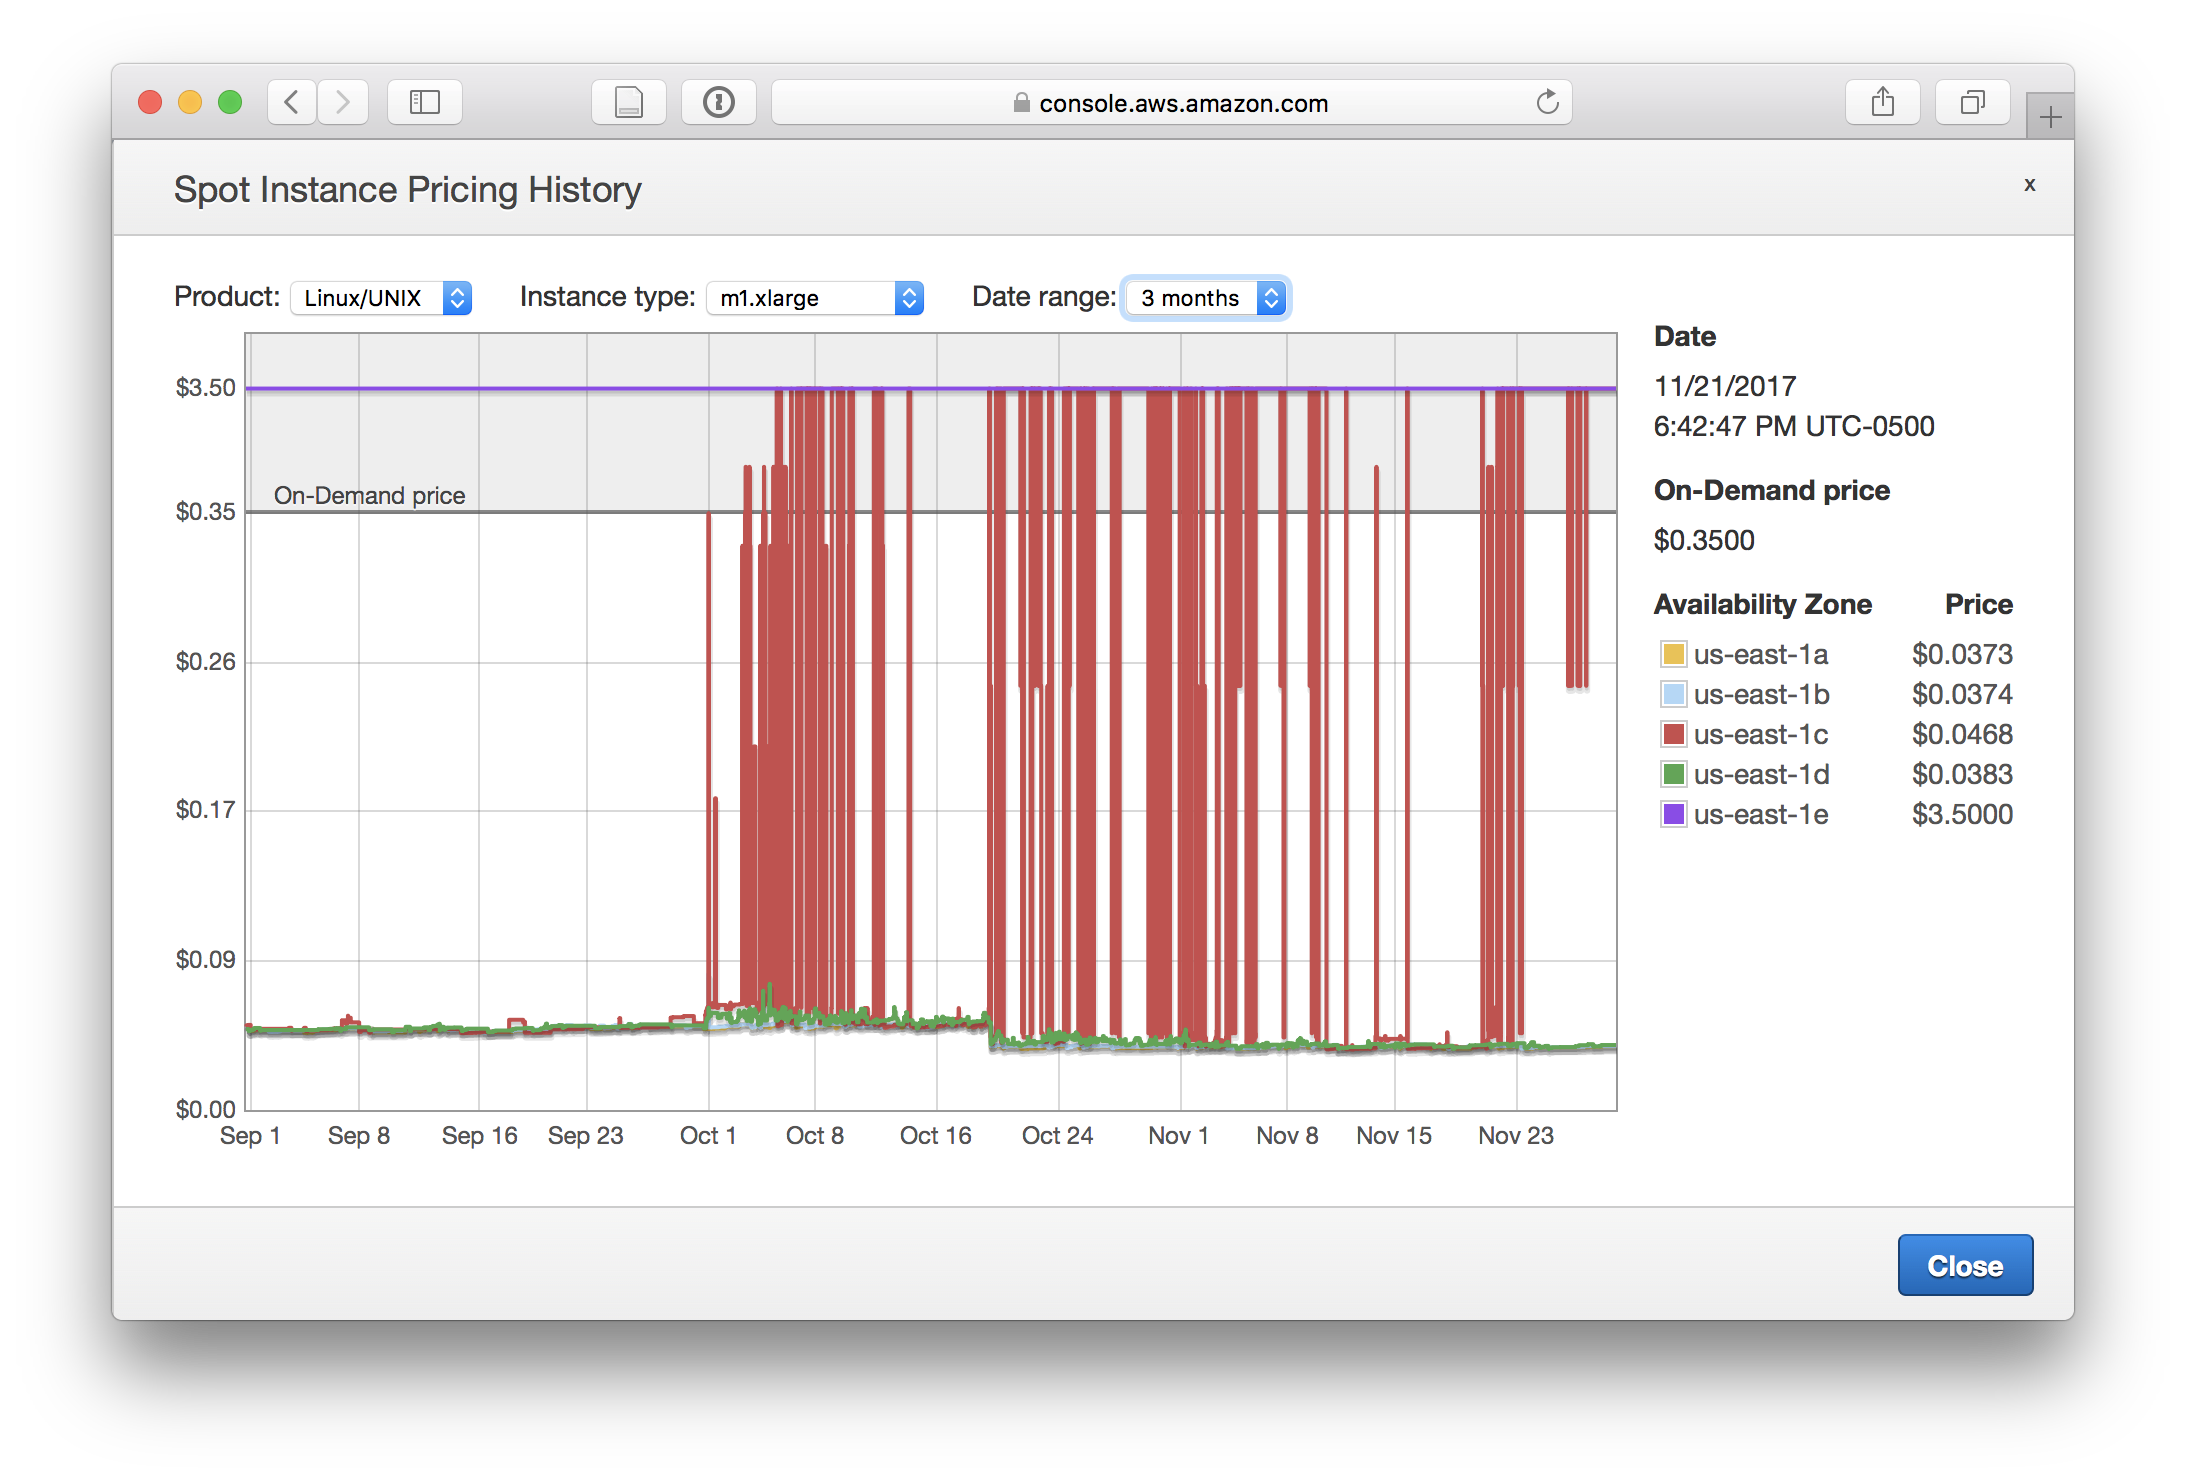 console.aws.amazon.com
Spot Instance Pricing History
x
Product: Linux/UNIX Instance type: m1.xlarge Date range: 3 months
$3.50
On-Demand price
$0.35
$0.26
$0.17
$0.09
$0.00
Sep 1 Sep 8 Sep 16 Sep 23 Oct 1 Oct 8 Oct 16 Oct 24 Nov 1 Nov 8 Nov 15 Nov 23
Date
11/21/2017
6:42:47 PM UTC-0500
On-Demand price
$0.3500
Availability Zone Price
us-east-1a $0.0373
us-east-1b $0.0374
us-east-1c $0.0468
us-east-1d $0.0383
us-east-1e $3.5000
Close